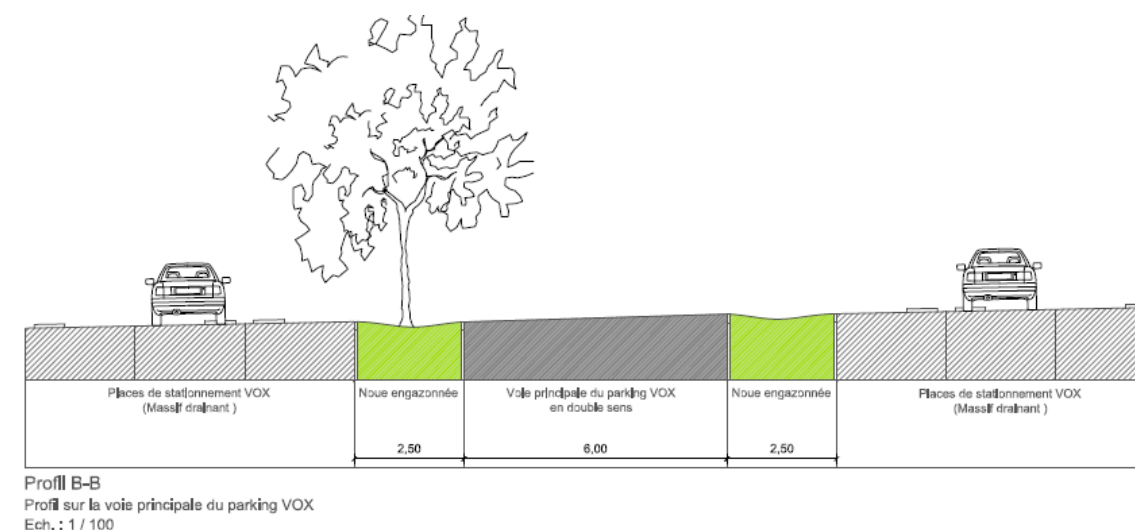 Places de stationnement VOX
(Massif drainant )
Noue engazonnée
Voie principale du parking VOX
en double sens
Noue engazonnée
Places de stationnement VOX
(Massif drainant )
2,50
6,00
2,50
Profil B-B
Profil sur la voie principale du parking VOX
Ech. : 1 / 100